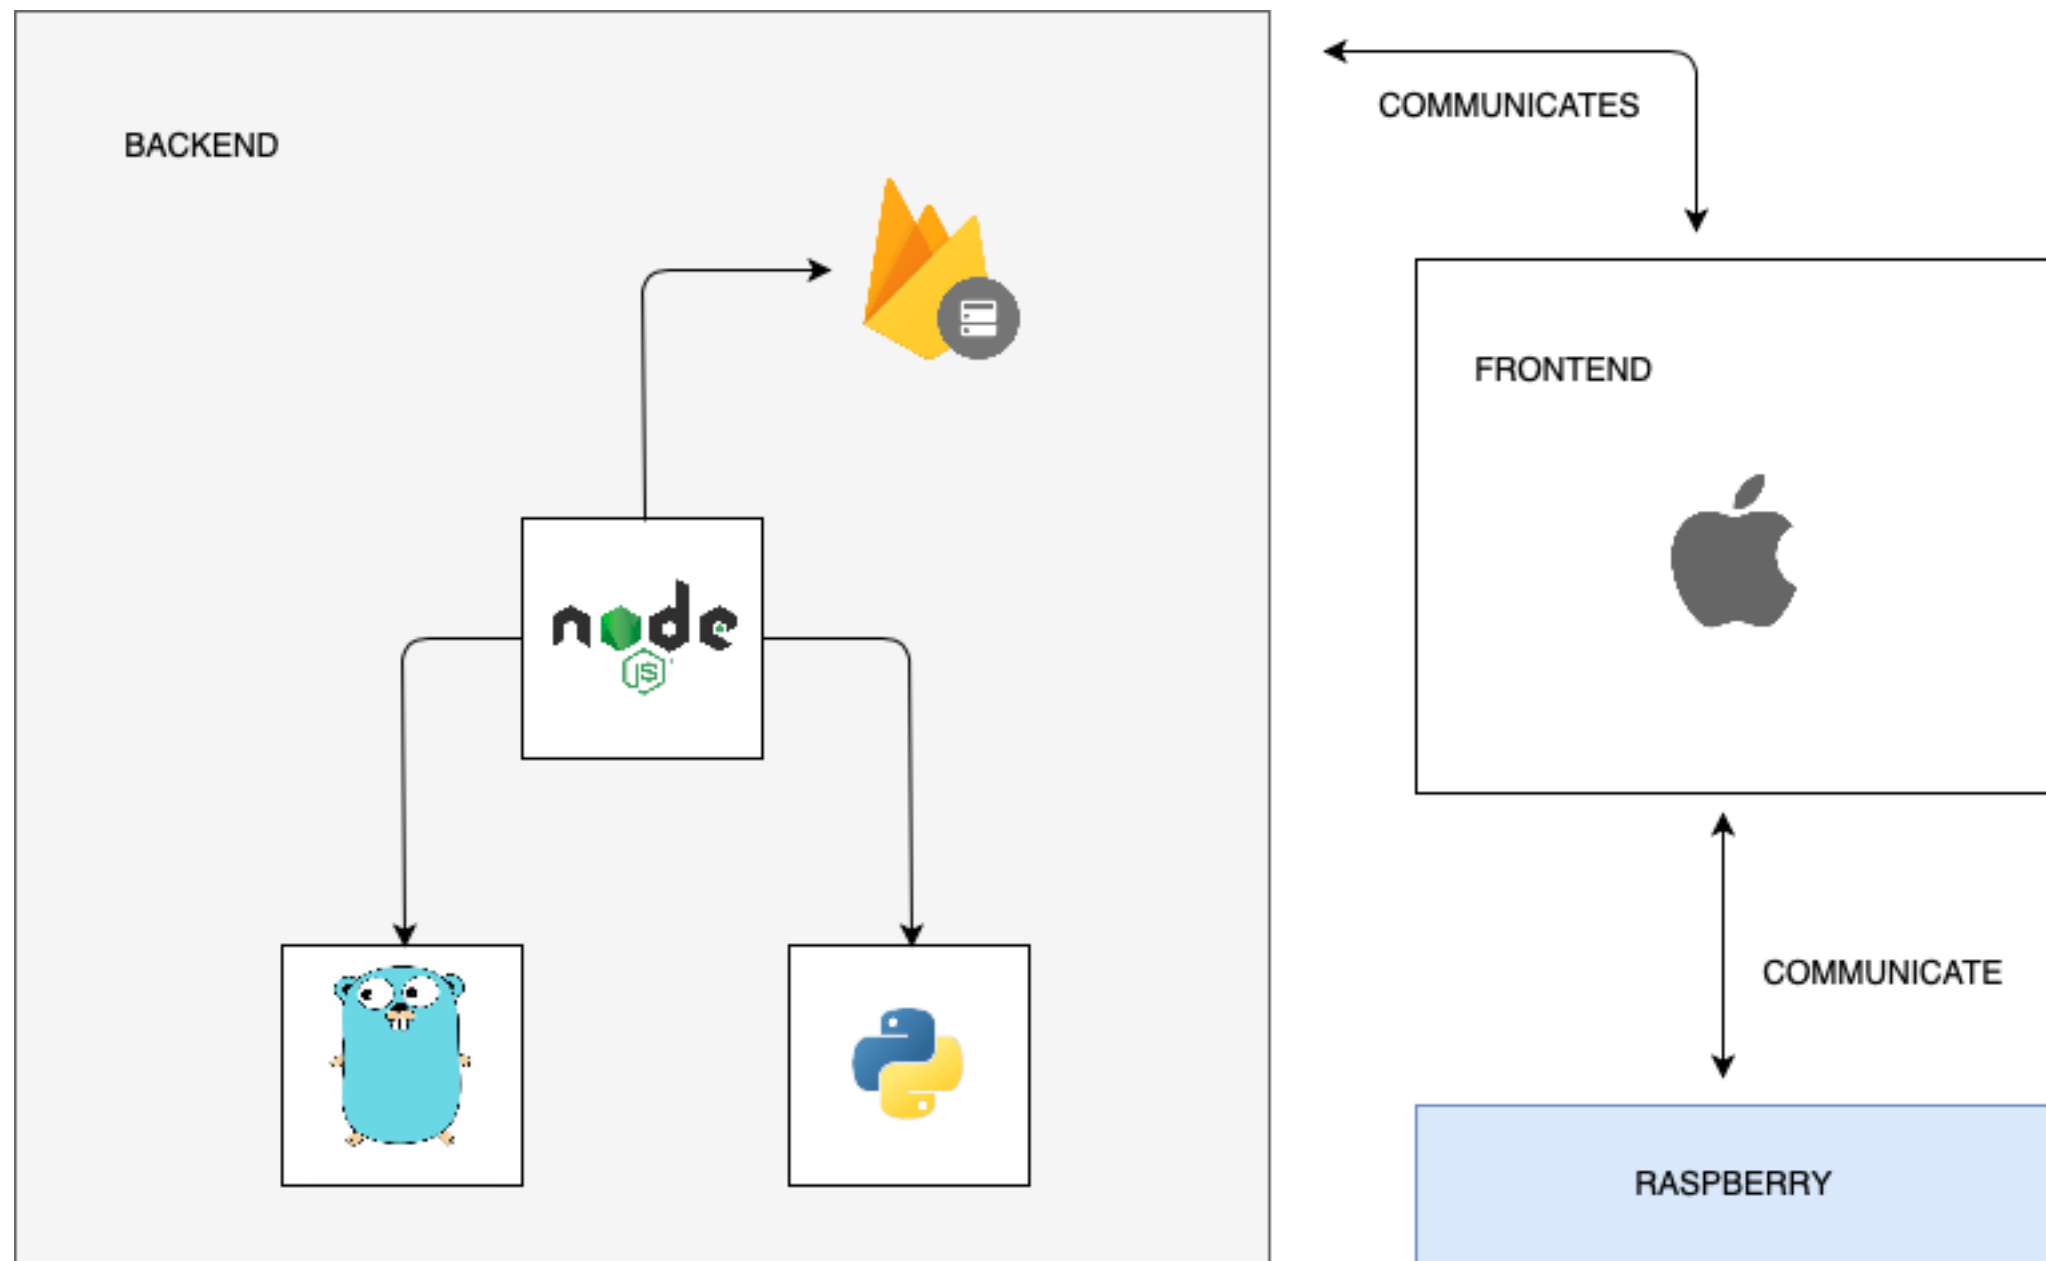 BACKEND
COMMUNICATES
FRONTEND
node
JS
COMMUNICATE
RASPBERRY